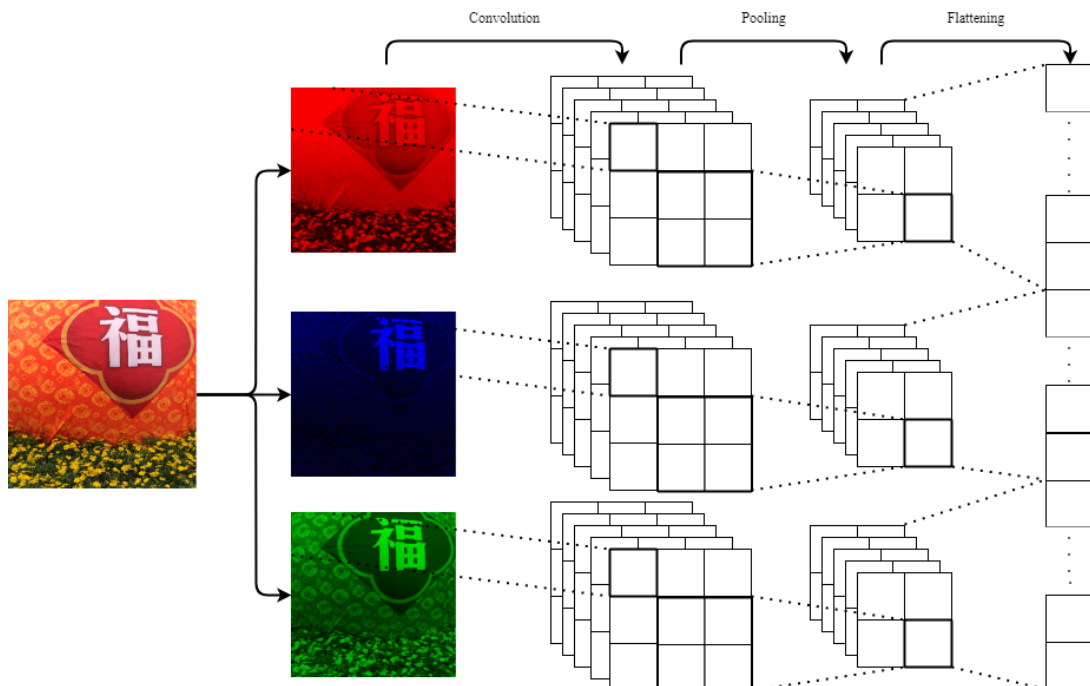 Convolution
Pooling
Flattening
福
福
福
福